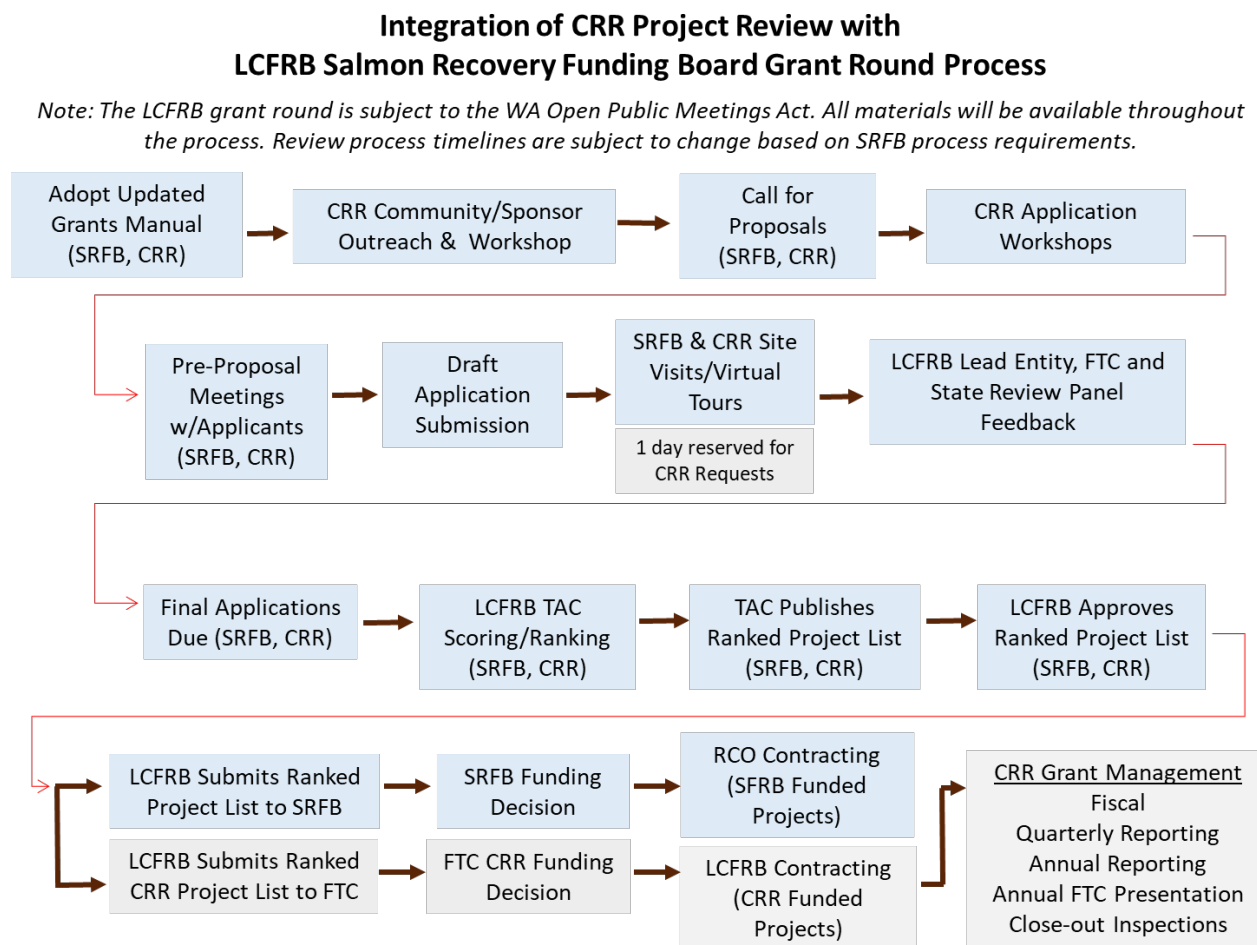 Integration of CRR Project Review with
LCFRB Salmon Recovery Funding Board Grant Round Process
Note: The LCFRB grant round is subject to the WA Open Public Meetings Act. All materials will be available throughout
the process. Review process timelines are subject to change based on SRFB process requirements.
Adopt Updated
Grants Manual
(SRFB, CRR)
CRR Community/Sponsor
Outreach & Workshop
Call for
Proposals
(SRFB, CRR)
CRR Application
Workshops
Pre-Proposal
Meetings
w/Applicants
(SRFB, CRR)
Draft
Application
Submission
SRFB & CRR Site
Visits/Virtual
Tours
1 day reserved for
CRR Requests
LCFRB Lead Entity, FTC and
State Review Panel
Feedback
Final Applications
Due (SRFB, CRR)
LCFRB TAC
Scoring/Ranking
(SRFB, CRR)
TAC Publishes
Ranked Project List
(SRFB, CRR)
LCFRB Approves
Ranked Project List
(SRFB, CRR)
LCFRB Submits Ranked
Project List to SRFB
SRFB Funding
Decision
RCO Contracting
(SFRB Funded
Projects)
LCFRB Submits Ranked
CRR Project List to FTC
FTC CRR Funding
Decision
LCFRB Contracting
(CRR Funded
Projects)
CRR Grant Management
Fiscal
Quarterly Reporting
Annual Reporting
Annual FTC Presentation
Close-out Inspections